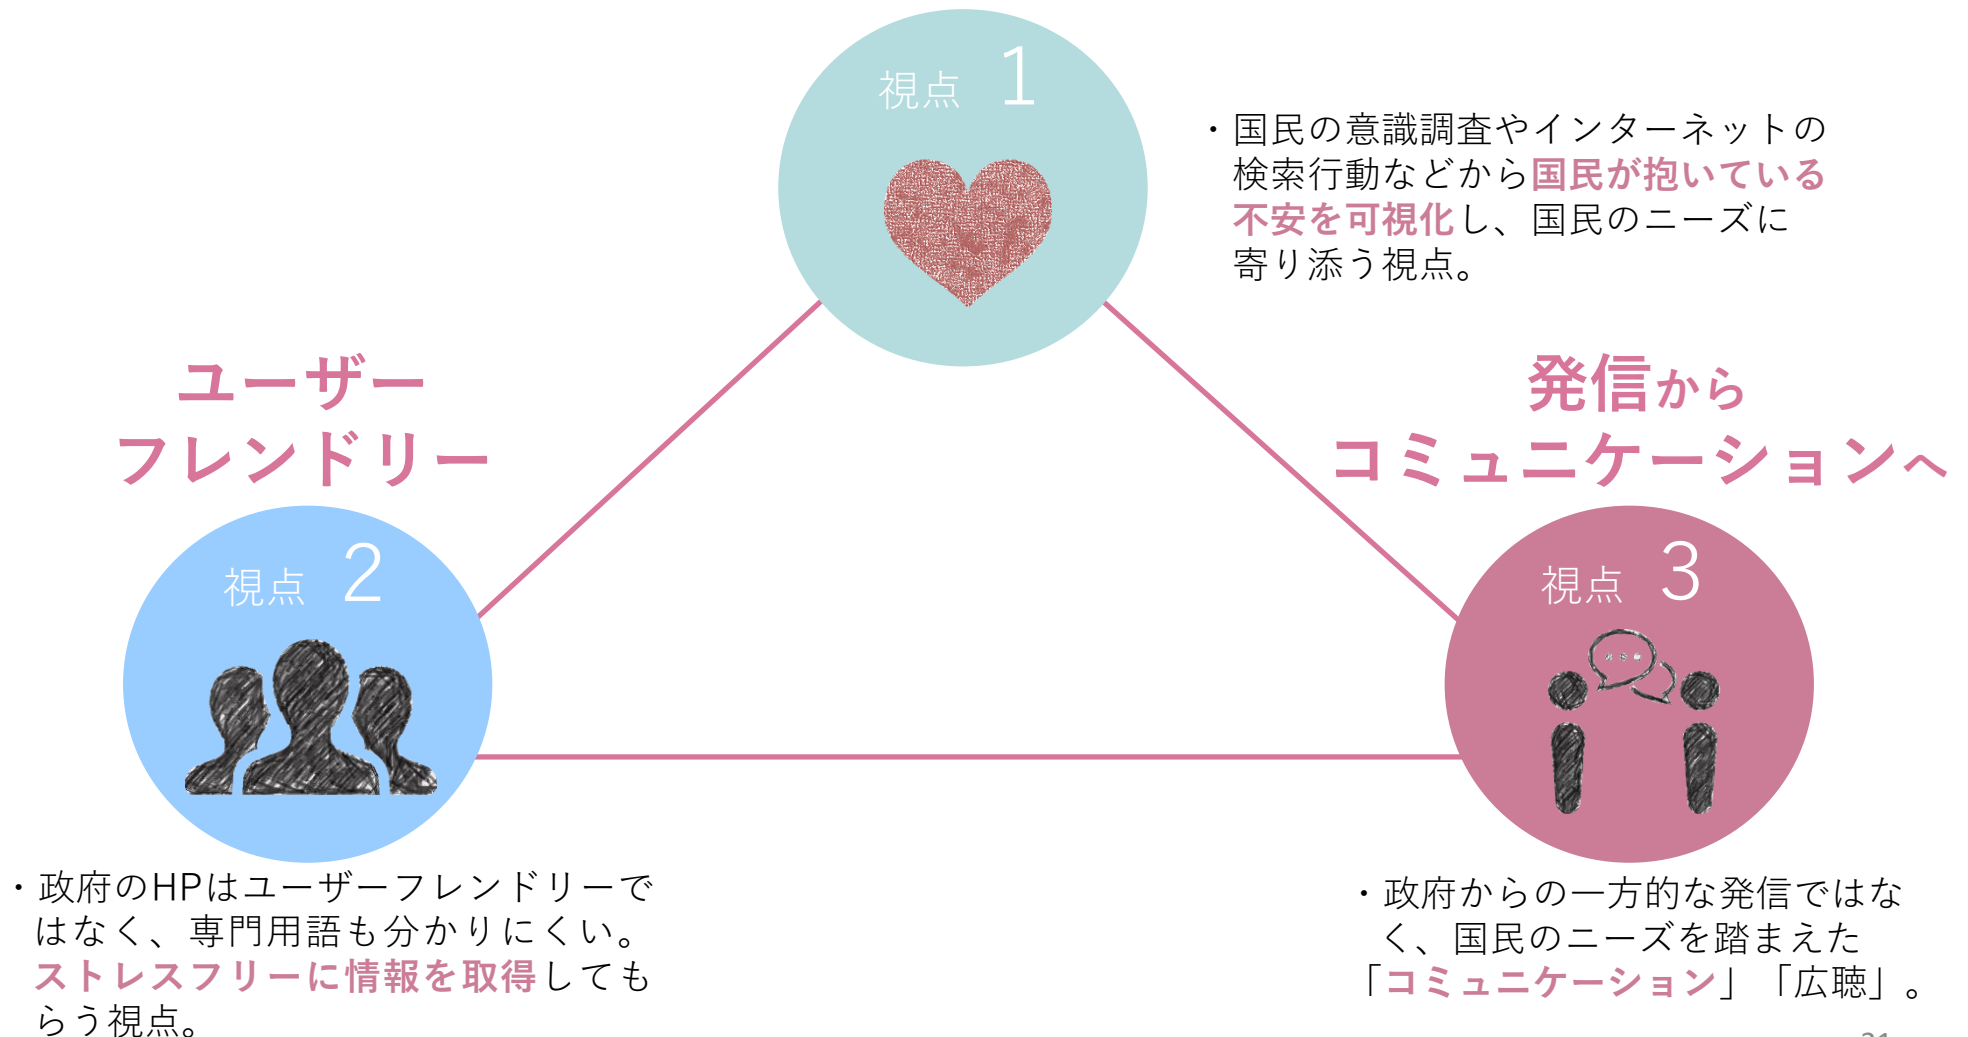 視点 1
・国民の意識調査やインターネットの
検索行動などから国民が抱いている
不安を可視化し、国民のニーズに
寄り添う視点。
ユーザー
フレンドリー
視点 2
・政府のHPはユーザーフレンドリーで
はなく、専門用語も分かりにくい。
ストレスフリーに情報を取得しても
らう視点。
発信から
コミュニケーションへ
視点 3
・政府からの一方的な発信ではな
く、国民のニーズを踏まえた
「コミュニケーション」「広聴」。